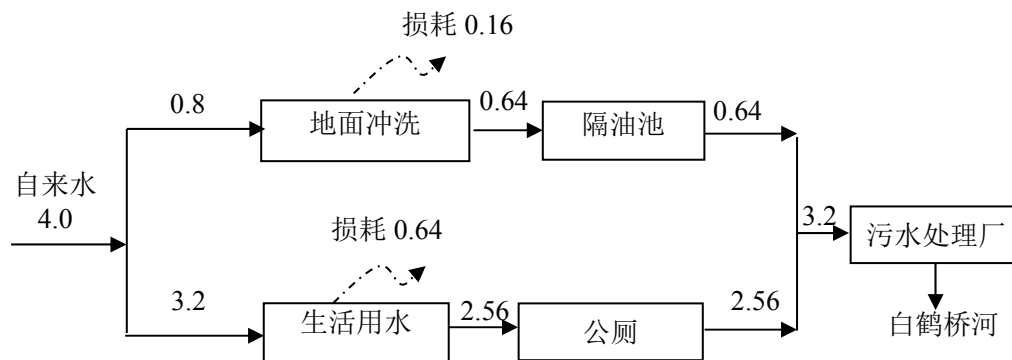 损耗 0.16
0.8
地面冲洗
0.64
隔油池
0.64
自来水
4.0
损耗 0.64
3.2
污水处理厂
3.2
生活用水
2.56
公厕
2.56
白鹤桥河